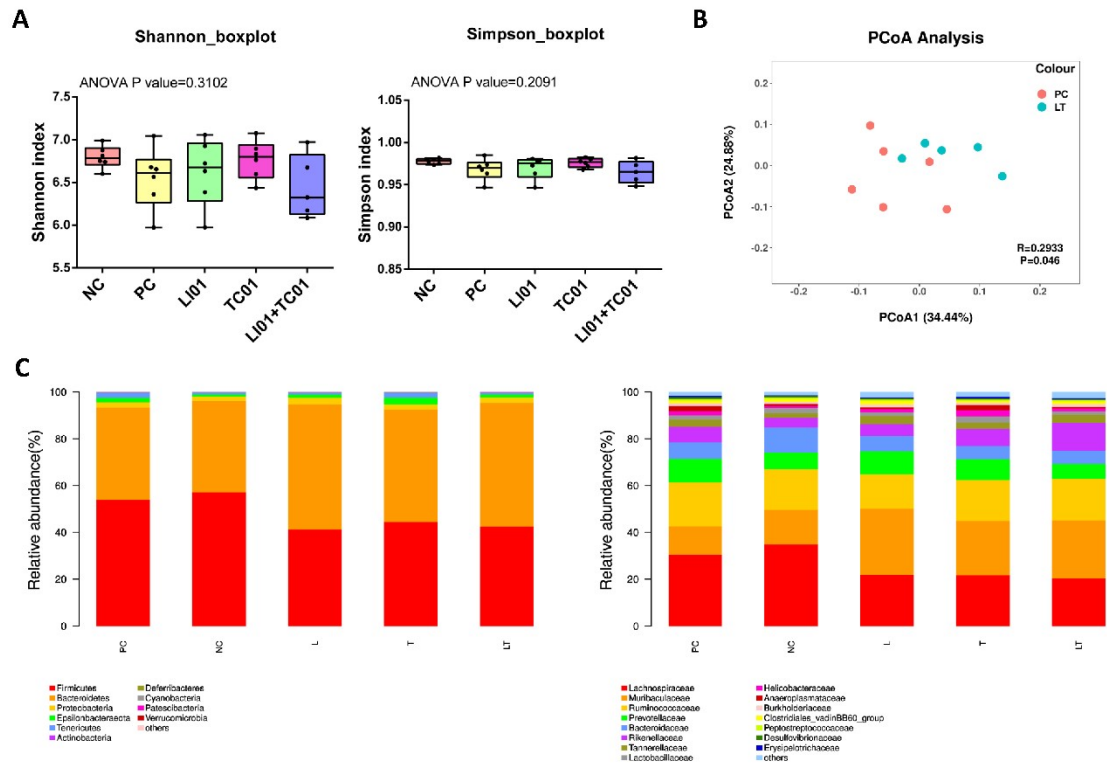 A
B
Shannon_boxplot
Simpson_boxplot
PCoA Analysis
ANOVA P value=0.3102
ANOVA P value=0.2091
Shannon index
7.5
7.0
6.5
6.0
5.5
NC
PC
LI01
TC01
LI01+TC01
Simpson index
1.05
1.00
0.95
0.90
0.85
NC
PC
LI01
TC01
LI01+TC01
Colour
PC
LT
PCoA2 (24.88%)
0.2
0.1
0.0
-0.1
-0.2
R=0.2933
P=0.046
-0.2
-0.1
0.0
0.1
0.2
PCoA1 (34.44%)
C
Relative abundance(%)
100
80
60
40
20
0
PC
NC
L
T
LT
Firmicutes
Bacteroidetes
Proteobacteria
Epsilonbacteraeota
Tenericutes
Actinobacteria
Deferribacteres
Cyanobacteria
Patescibacteria
Verrucomicrobia
others
Relative abundance(%)
100
80
60
40
20
0
PC
NC
L
T
LT
Lachnospiraceae
Muribaculaceae
Ruminococcaceae
Prevotellaceae
Bacteroidaceae
Rikenellaceae
Tannerellaceae
Lactobacillaceae
Helicobacteraceae
Anaeroplasmataceae
Burkholderiaceae
Clostridiales_vadinBB60_group
Peptostreptococcaceae
Desulfovibrionaceae
Erysipelotrichaceae
others